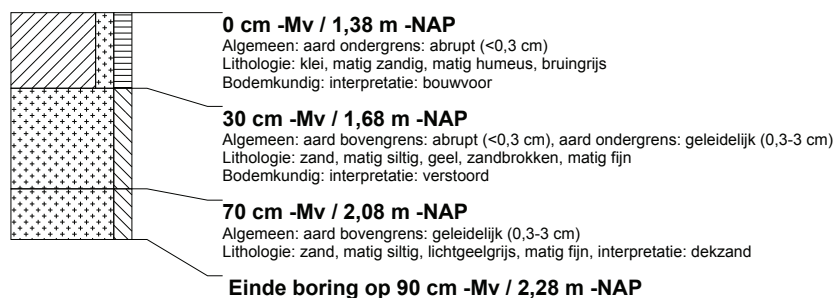 0 cm -Mv / 1,38 m -NAP
Algemeen: aard ondergrens: abrupt (<0,3 cm)
Lithologie: klei, matig zandig, matig humeus, bruingrijs
Bodemkundig: interpretatie: bouwvoor
30 cm -Mv / 1,68 m -NAP
Algemeen: aard bovengrens: abrupt (<0,3 cm), aard ondergrens: geleidelijk (0,3-3 cm)
Lithologie: zand, matig siltig, geel, zandbrokken, matig fijn
Bodemkundig: interpretatie: verstoord
70 cm -Mv / 2,08 m -NAP
Algemeen: aard bovengrens: geleidelijk (0,3-3 cm)
Lithologie: zand, matig siltig, lichtgeelgrijs, matig fijn, interpretatie: dekzand
Einde boring op 90 cm -Mv / 2,28 m -NAP